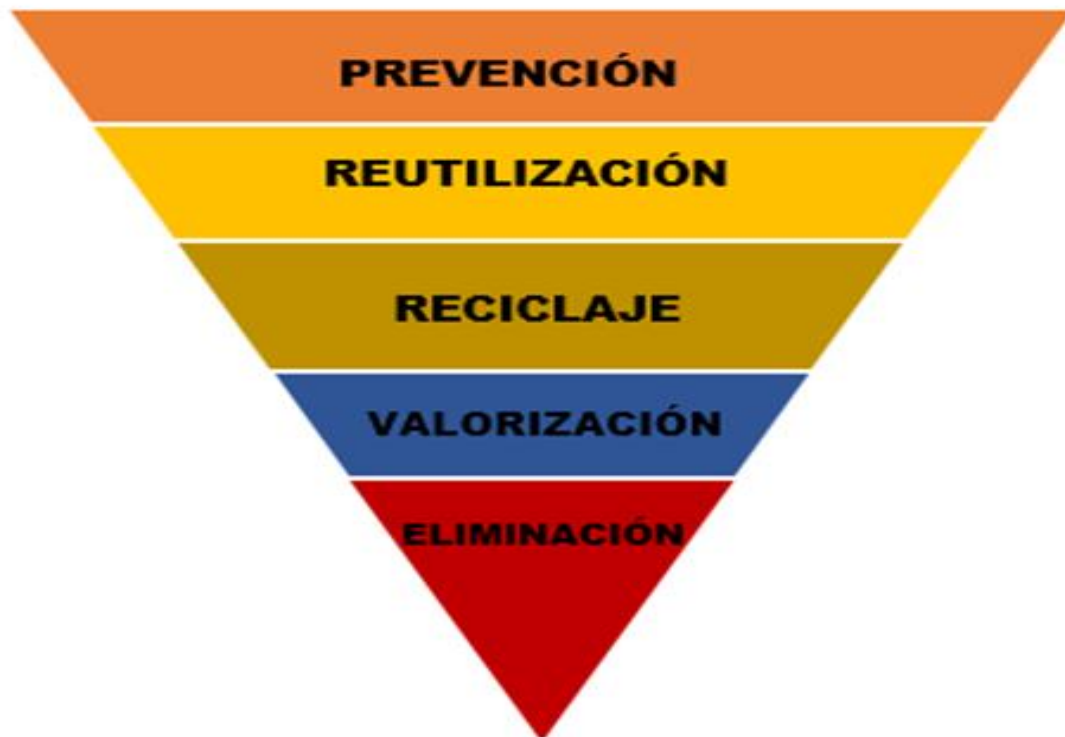 PREVENCIÓN
REUTILIZACIÓN
RECICLAJE
VALORIZACIÓN
ELIMINACIÓN